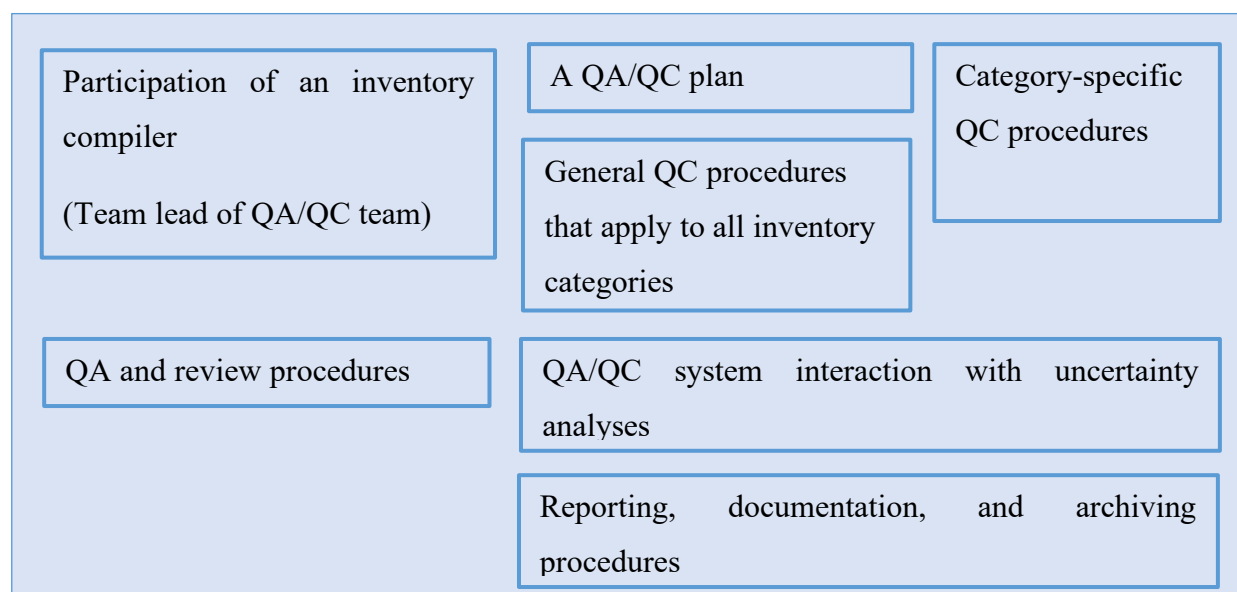 Participation of an inventory
compiler
(Team lead of QA/QC team)
A QA/QC plan
General QC procedures
that apply to all inventory
categories
Category-specific
QC procedures
QA and review procedures
QA/QC system interaction with uncertainty
analyses
Reporting, documentation, and archiving
procedures